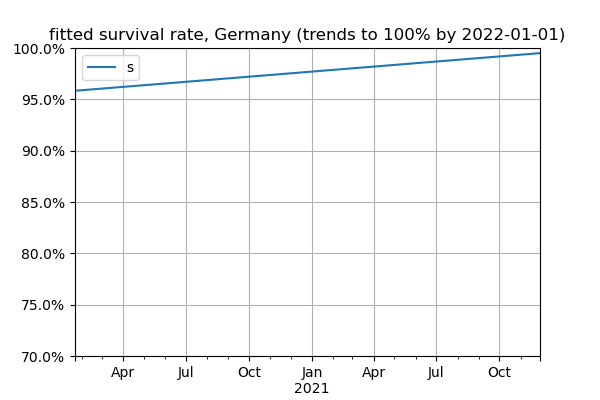 fitted survival rate, Germany (trends to 100% by 2022-01-01)
100.0%
s
95.0%
90.0%
85.0%
80.0%
75.0%
70.0%
Apr Jul Oct Jan Apr Jul Oct
2021